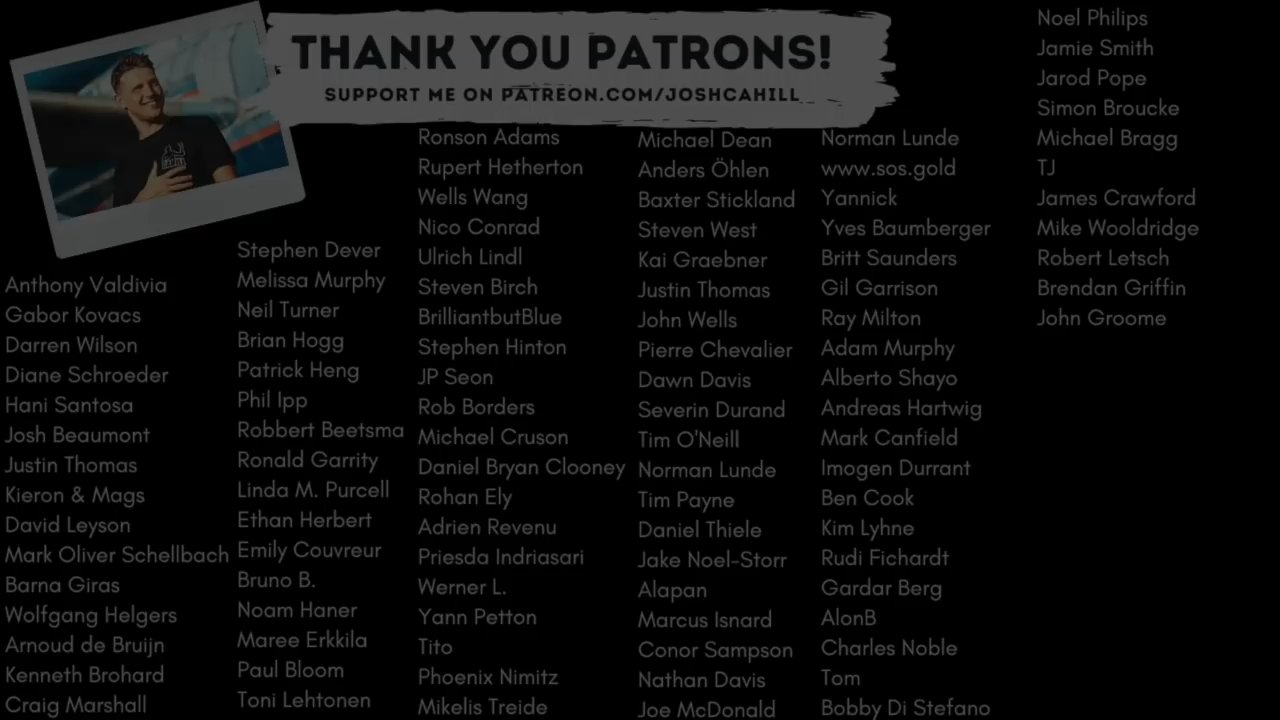 THANK YOU PATRONS!
SUPPORT ME ON PATREON.COM/JOSHCAHILL
Anthony Valdivia
Gabor Kovacs
Darren Wilson
Diane Schroeder
Hani Santosa
Josh Beaumont
Justin Thomas
Kieron & Mags
David Leyson
Mark Oliver Schellbach
Barna Giras
Wolfgang Helgers
Arnoud de Bruijn
Kenneth Brohard
Craig Marshall
Stephen Dever
Melissa Murphy
Neil Turner
Brian Hogg
Patrick Heng
Phil Ipp
Robbert Beetsma
Ronald Garrity
Linda M. Purcell
Ethan Herbert
Emily Couvreur
Bruno B.
Noam Haner
Maree Erkkila
Paul Bloom
Toni Lehtonen
Ronson Adams
Rupert Hetherton
Wells Wang
Nico Conrad
Ulrich Lindl
Steven Birch
BrilliantbutBlue
Stephen Hinton
JP Seon
Rob Borders
Michael Cruson
Daniel Bryan Clooney
Rohan Ely
Adrien Revenu
Priesda Indriasari
Werner L.
Yann Petton
Tito
Phoenix Nimitz
Mikelis Treide
Michael Dean
Anders Öhlen
Baxter Stickland
Steven West
Kai Graebner
Justin Thomas
John Wells
Pierre Chevalier
Dawn Davis
Severin Durand
Tim O'Neill
Norman Lunde
Tim Payne
Daniel Thiele
Jake Noel-Storr
Alapan
Marcus Isnard
Conor Sampson
Nathan Davis
Joe McDonald
Norman Lunde
www.sos.gold
Yannick
Yves Baumberger
Britt Saunders
Gil Garrison
Ray Milton
Adam Murphy
Alberto Shayo
Andreas Hartwig
Mark Canfield
Imogen Durrant
Ben Cook
Kim Lyhne
Rudi Fichardt
Gardar Berg
AlonB
Charles Noble
Tom
Bobby Di Stefano
Noel Philips
Jamie Smith
Jarod Pope
Simon Broucke
Michael Bragg
TJ
James Crawford
Mike Wooldridge
Robert Letsch
Brendan Griffin
John Groome